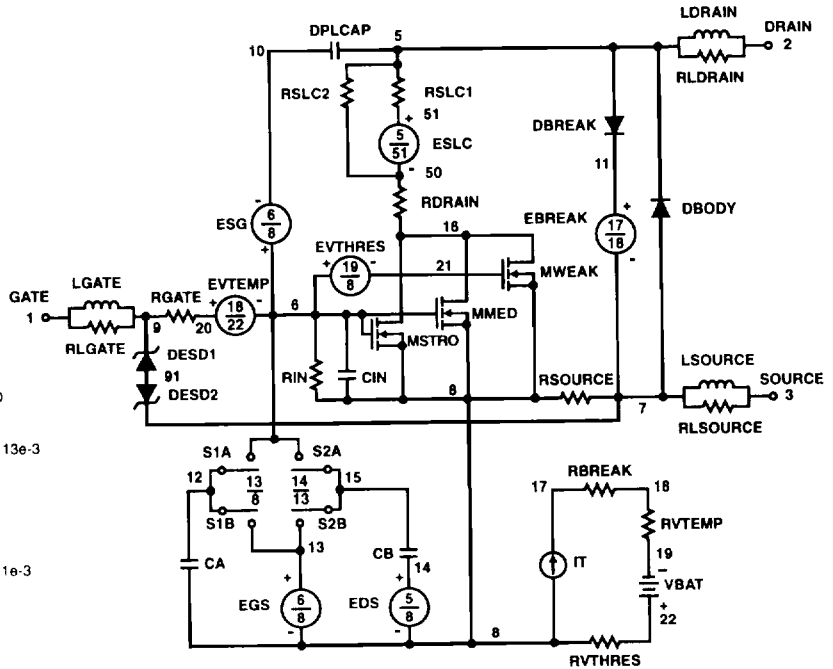 LDRAIN
DPLCAP 5 DRAIN
10 2
RSLC1 RLDRAIN
RSLC2 51
+
5
51 ESLC DBREAK
- 50 11
RDRAIN
- +
6
8 ESG EBREAK 17
18 DBODY
+ EVTHRES 16 -
+ 19
8 - 21 MWEAK
LGATE EVTEMP
GATE RGATE + 18
22 - 6 MMED
1 9 20
RLGATE MSTRO
DESD1
91 LSOURCE
DESD2 RIN CIN 8 RSOURCE SOURCE
7 3
RLSOURCE
13e-3
S1A S2A
12 13
8 14
13 15 RBREAK
17 18
S1B S2B
13 RVTEMP
CA CB 19
+ + 14 IT -
1e-3 VBAT
EGS 6
8 EDS 5
8 +
- - 8 22
RVTHRES